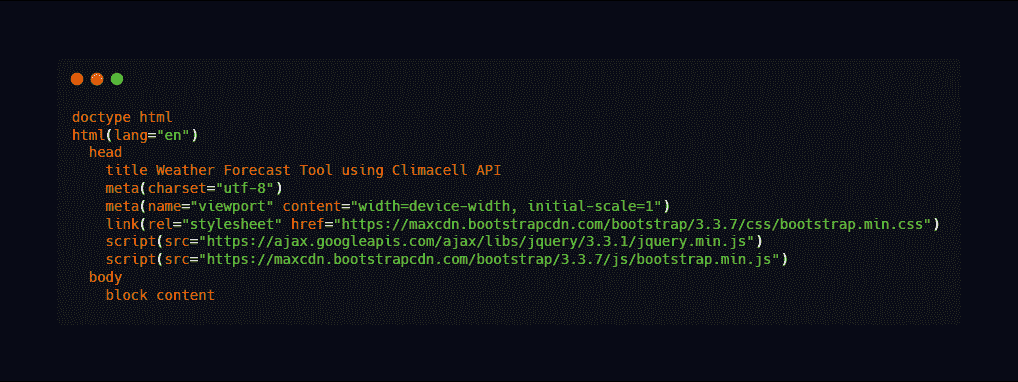 doctype html
html(lang="en")
  head
    title Weather Forecast Tool using Climacell API
    meta(charset="utf-8")
    meta(name="viewport" content="width=device-width, initial-scale=1")
    link(rel="stylesheet" href="https://maxcdn.bootstrapcdn.com/bootstrap/3.3.7/css/bootstrap.min.css")
    script(src="https://ajax.googleapis.com/ajax/libs/jquery/3.3.1/jquery.min.js")
    script(src="https://maxcdn.bootstrapcdn.com/bootstrap/3.3.7/js/bootstrap.min.js")
  body
    block content